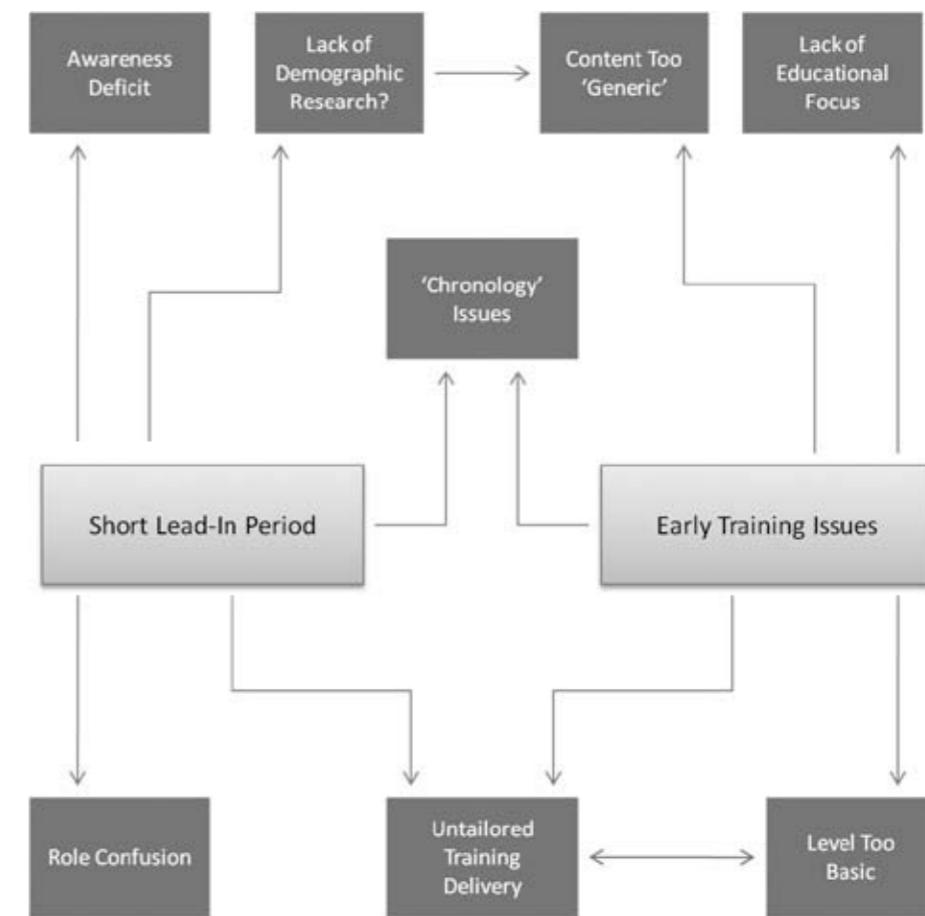 Awareness
Deficit
Lack of
Demographic
Research?
Content Too
‘Generic’
Lack of
Educational
Focus
‘Chronology’
Issues
Short Lead-In Period
Early Training Issues
Role Confusion
Untailored
Training
Delivery
Level Too
Basic